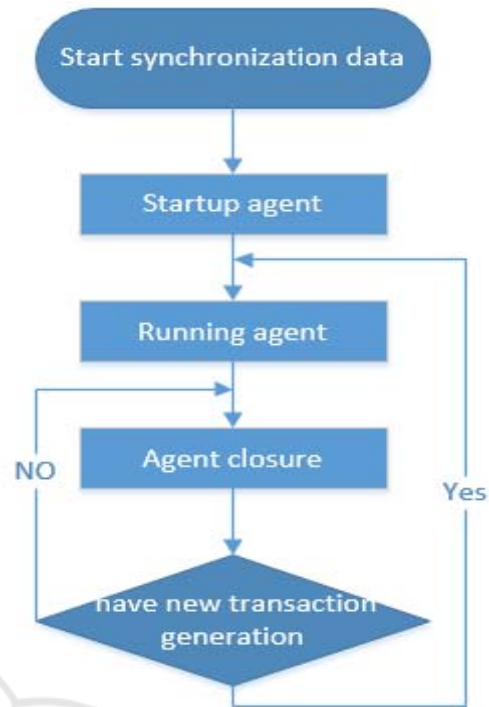 Start synchronization data
Startup agent
Running agent
Agent closure
NO
Yes
have new transaction
generation